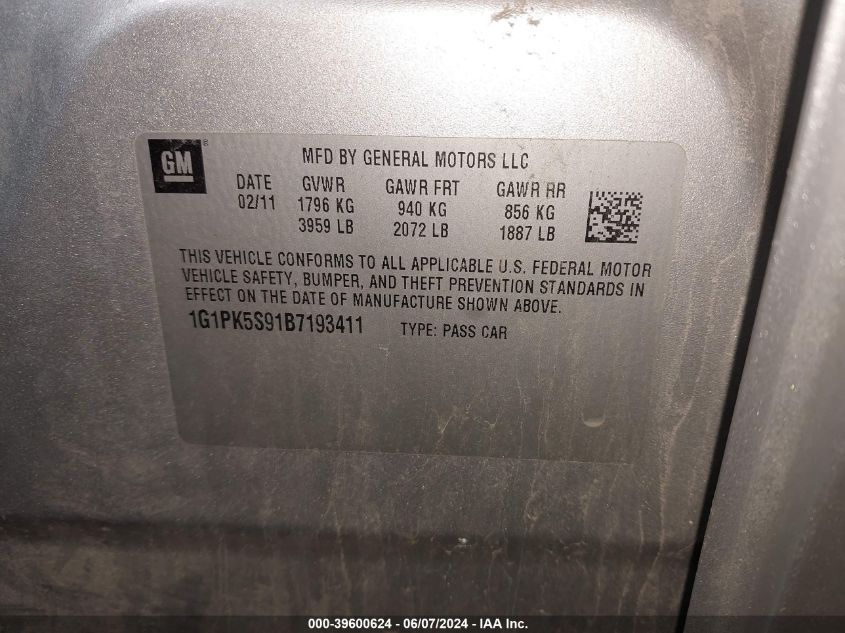 GM ®
MFD BY GENERAL MOTORS LLC
DATE GVWR GAWR FRT GAWR RR
02/11 1796 KG 940 KG 856 KG
3959 LB 2072 LB 1887 LB
THIS VEHICLE CONFORMS TO ALL APPLICABLE U.S. FEDERAL MOTOR
VEHICLE SAFETY, BUMPER, AND THEFT PREVENTION STANDARDS IN
EFFECT ON THE DATE OF MANUFACTURE SHOWN ABOVE.
1G1PK5S91B7193411 TYPE: PASS CAR
000-39600624 - 06/07/2024 - IAA Inc.